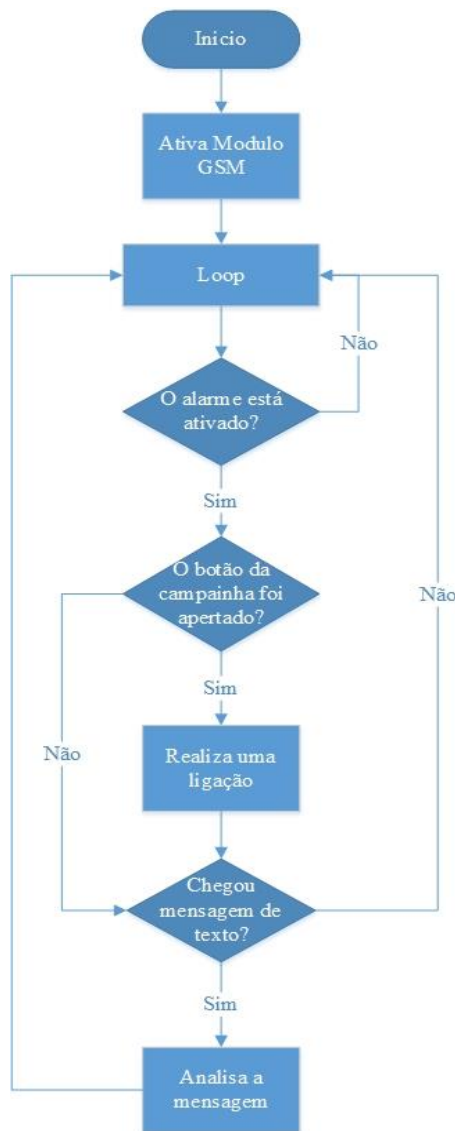 Inicio
Ativa Modulo
GSM
Loop
Não
O alarme está
ativado?
Sim
O botão da
campainha foi
apertado?
Não
Sim
Não
Realiza uma
ligação
Chegou
mensagem de
texto?
Sim
Analisa a
mensagem